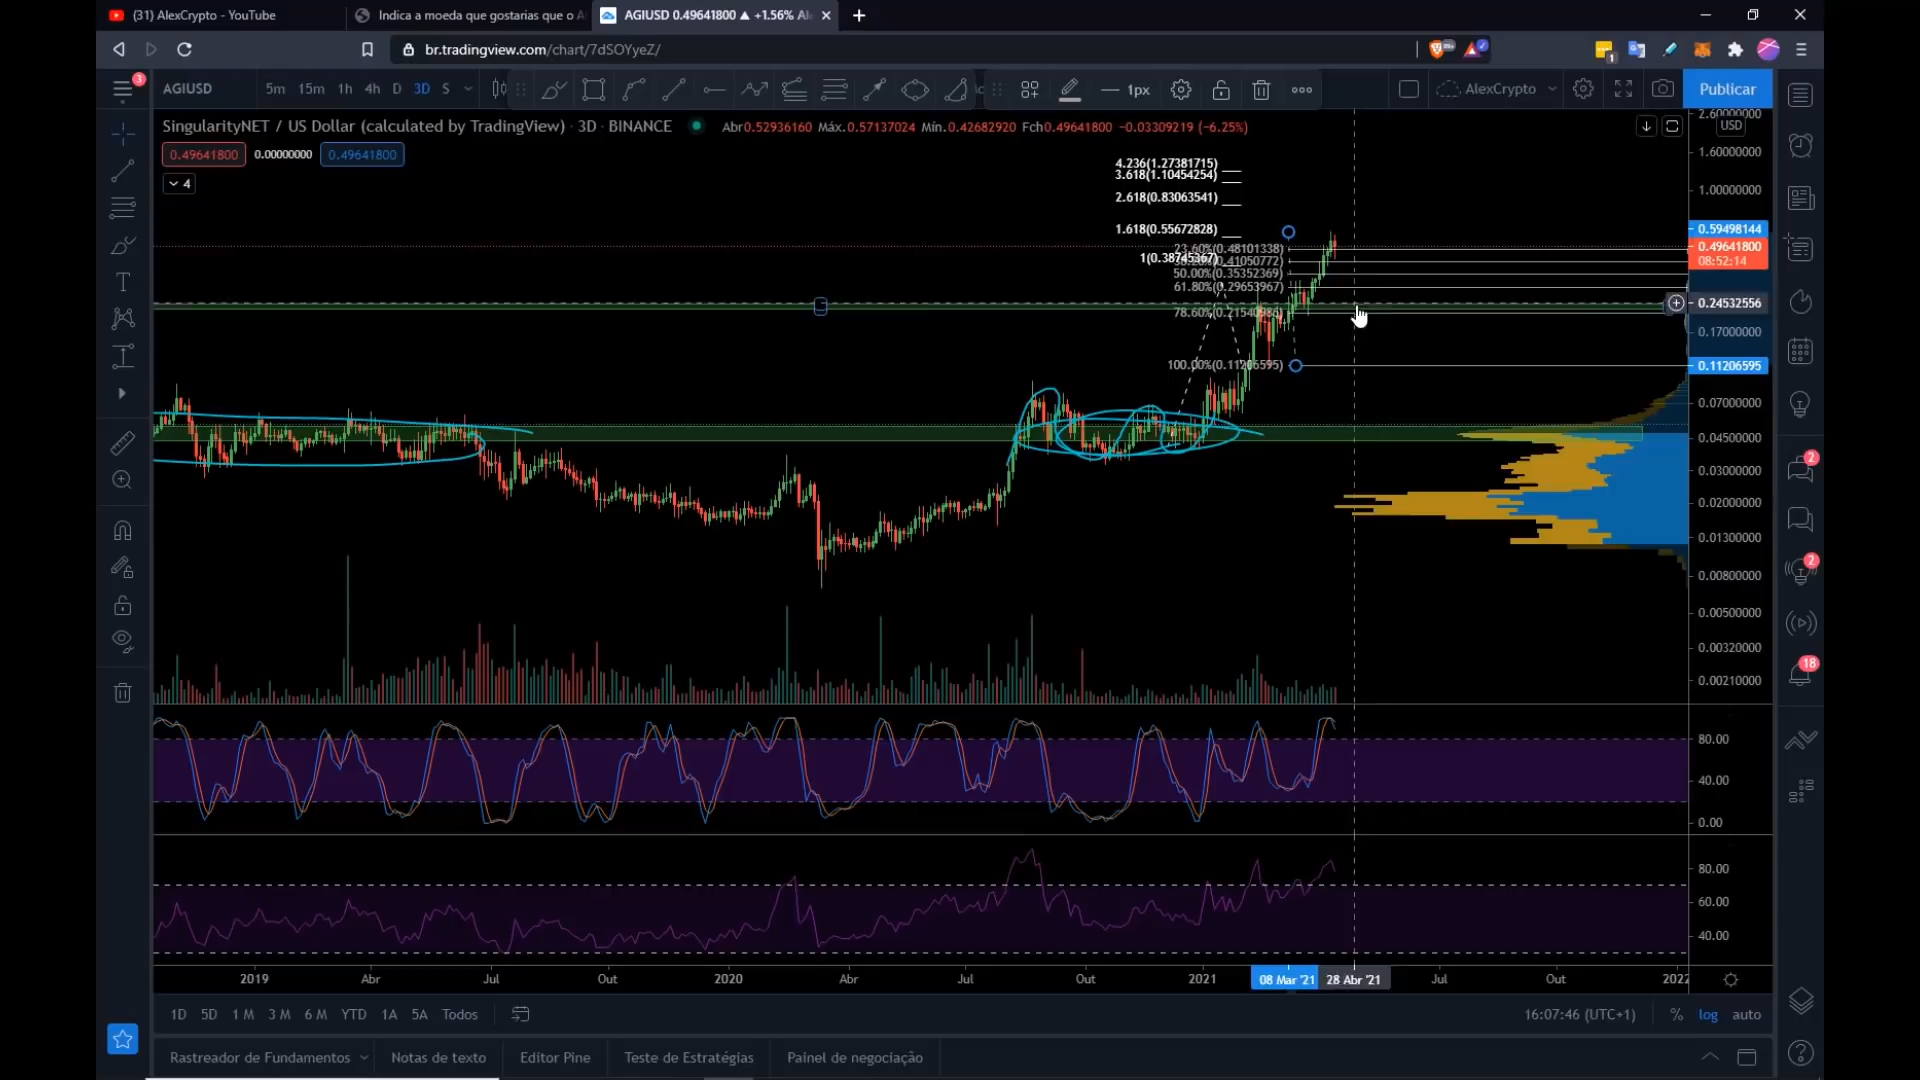 (31) AlexCrypto - YouTube
Indica a moeda que gostarias que o A
AGIUSD 0.49641800 ▲ +1.56% Al
br.tradingview.com/chart/7dSOYyeZ/
3
AGIUSD
5m 15m 1h 4h D 3D S
1px
AlexCrypto
Publicar
SingularityNET / US Dollar (calculated by TradingView) · 3D · BINANCE
Abr0.52936160 Máx.0.57137024 Mín.0.42682920 Fch0.49641800 -0.03309219 (-6.25%)
0.49641800 0.00000000 0.49641800
4
USD
4.236(1.27381715)
3.618(1.10454254)
2.618(0.83063541)
1.618(0.55672828)
23.60%(0.48101338)
1(0.38745367)
50.00%(0.35352369)
61.80%(0.29653967)
78.60%(0.21540986)
100.00%(0.11206595)
2.60000000
1.60000000
1.00000000
0.59498144
0.49641800
08:52:14
0.24532556
0.17000000
0.11206595
0.07000000
0.04500000
0.03000000
0.02000000
0.01300000
0.00800000
0.00500000
0.00320000
0.00210000
80.00
40.00
0.00
80.00
60.00
40.00
2
2
18
2019 Abr Jul Out 2020 Abr Jul Out 2021 08 Mar '21 28 Abr '21 Jul Out 2022
1D 5D 1 M 3 M 6 M YTD 1A 5A Todos
16:07:46 (UTC+1) % log auto
Rastreador de Fundamentos Notas de texto Editor Pine Teste de Estratégias Painel de negociação